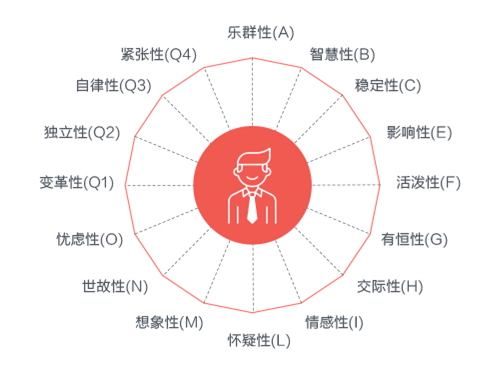 乐群性(A)
智慧性(B)
稳定性(C)
影响性(E)
活泼性(F)
有恒性(G)
交际性(H)
情感性(I)
怀疑性(L)
想象性(M)
世故性(N)
忧虑性(O)
变革性(Q1)
独立性(Q2)
自律性(Q3)
紧张性(Q4)